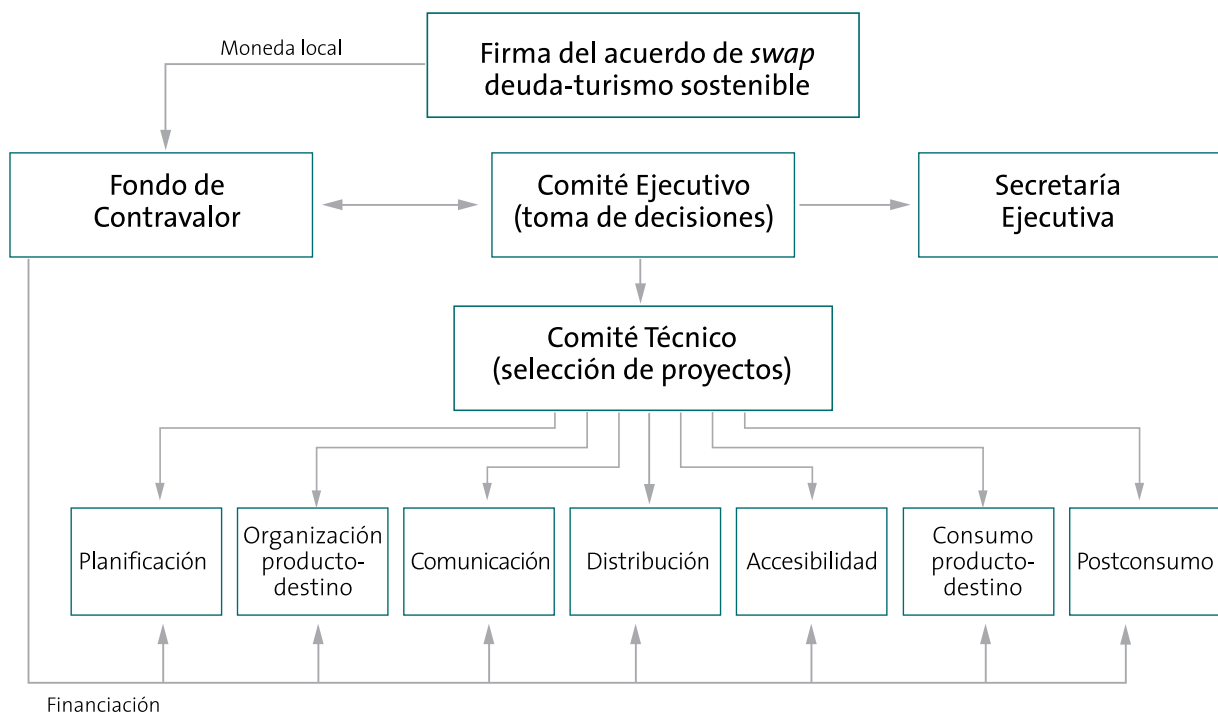 Moneda local
Firma del acuerdo de swap
deuda-turismo sostenible
Fondo de
Contravalor
Comité Ejecutivo
(toma de decisiones)
Secretaría
Ejecutiva
Comité Técnico
(selección de proyectos)
Planificación
Organización
producto-
destino
Comunicación
Distribución
Accesibilidad
Consumo
producto-
destino
Postconsumo
Financiación